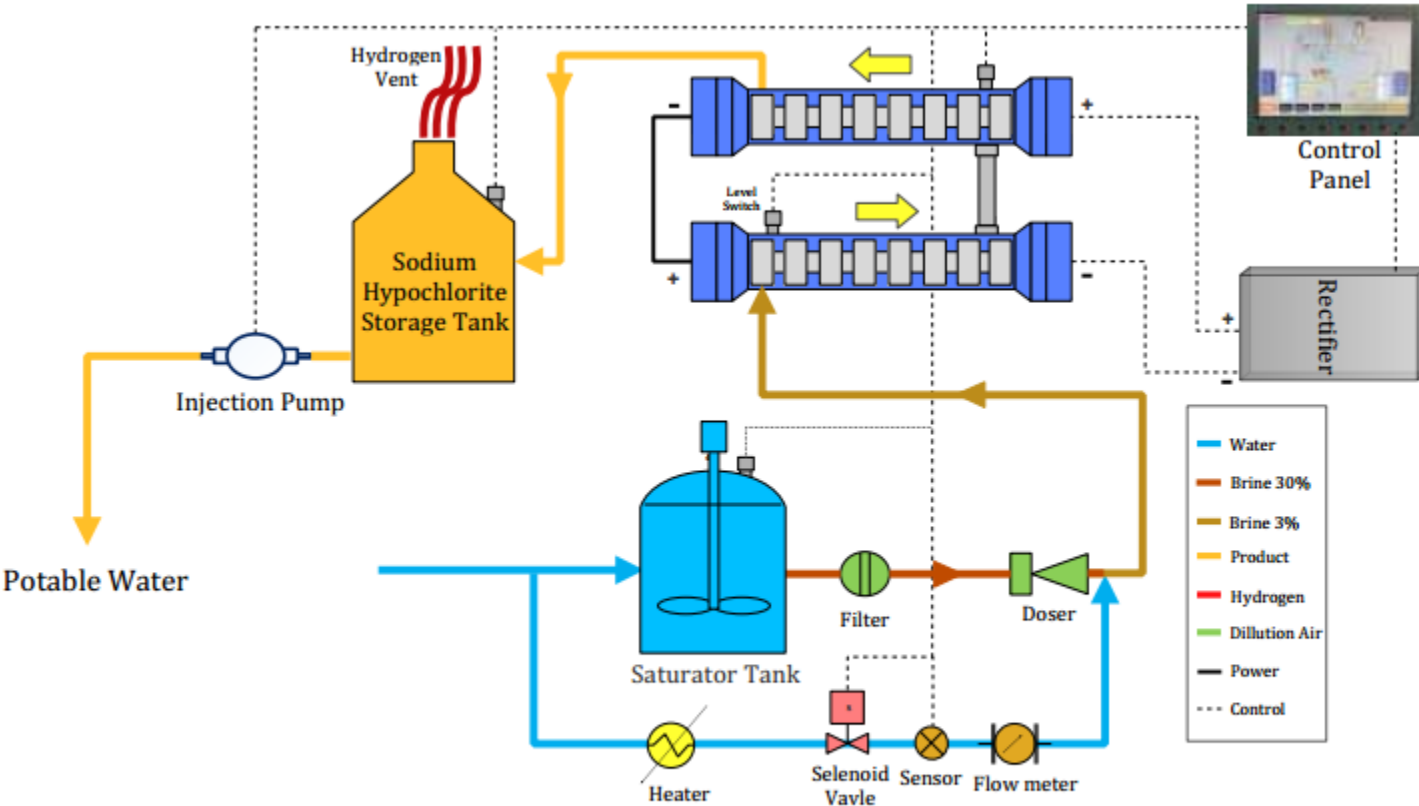 Hydrogen
Vent
-
+
Control
Panel
Level
Switch
Sodium
Hypochlorite
Storage Tank
+
-
+
Rectifier
-
Injection Pump
Water
Brine 30%
Brine 3%
Product
Hydrogen
Dillution Air
Power
Control
Potable Water
Filter
Doser
Saturator Tank
s
Heater
Selenoid
Vavle
Sensor
Flow meter